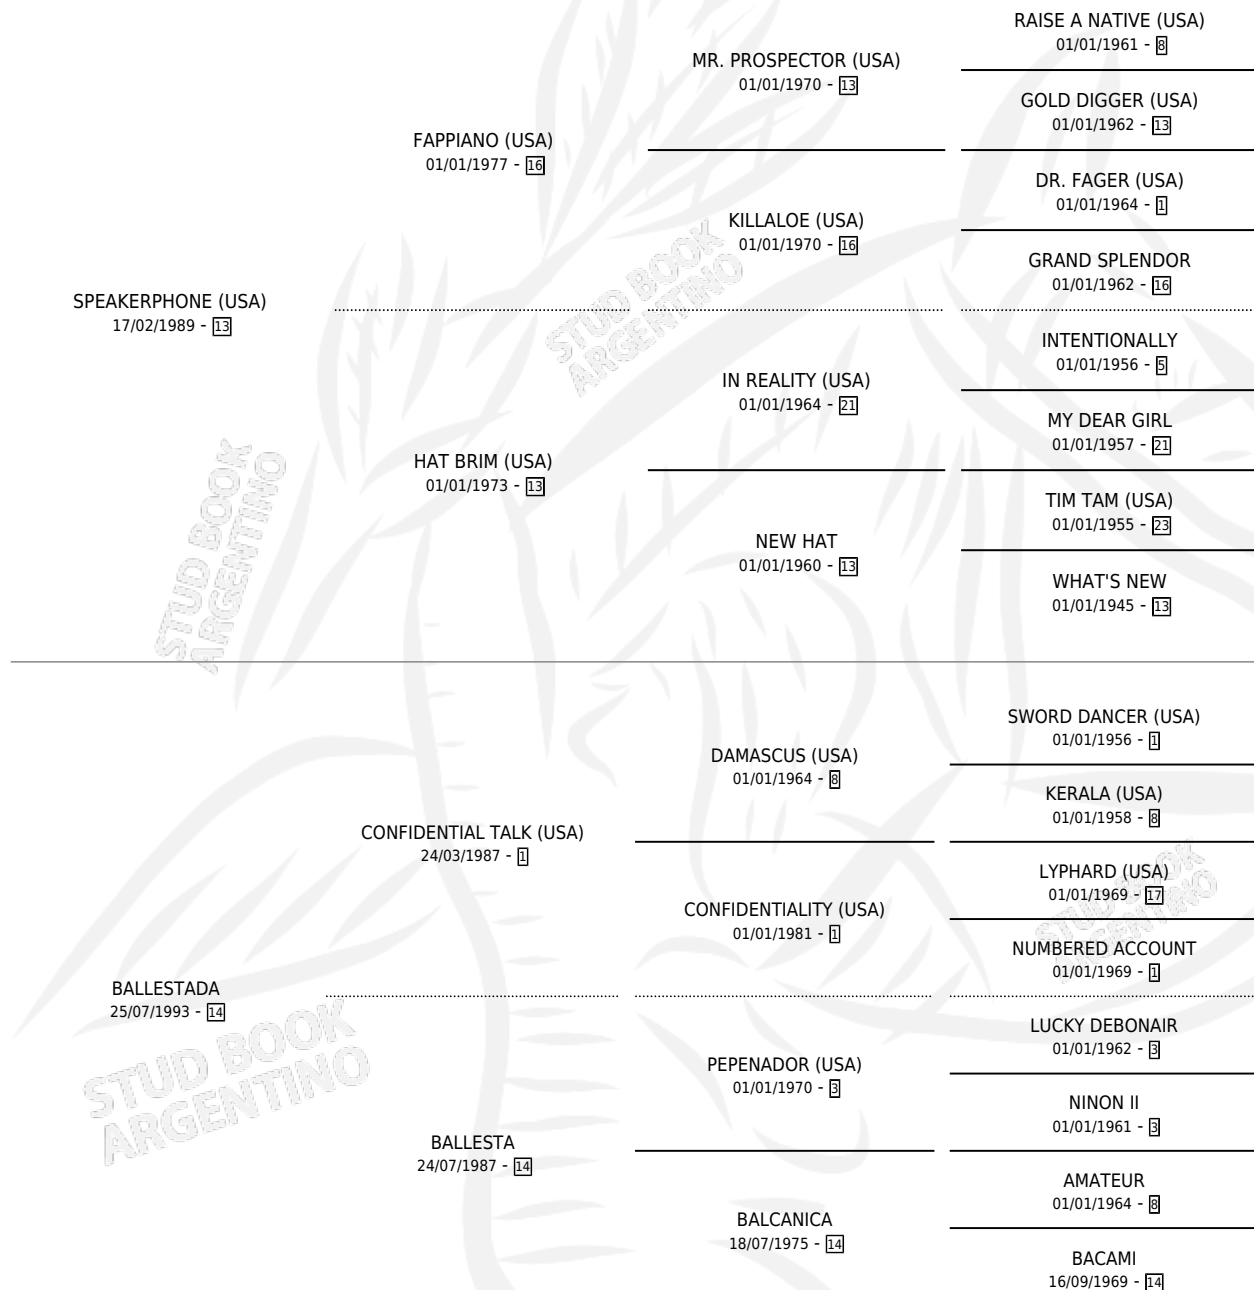 RAISE A NATIVE (USA)
01/01/1961 - 8
MR. PROSPECTOR (USA)
01/01/1970 - 13
GOLD DIGGER (USA)
01/01/1962 - 13
FAPPIANO (USA)
01/01/1977 - 16
DR. FAGER (USA)
01/01/1964 - 1
KILLALOE (USA)
01/01/1970 - 16
GRAND SPLENDOR
01/01/1962 - 16
SPEAKERPHONE (USA)
17/02/1989 - 13
STUD BOOK
ARGENTINO
INTENTIONALLY
01/01/1956 - 5
IN REALITY (USA)
01/01/1964 - 21
MY DEAR GIRL
01/01/1957 - 21
HAT BRIM (USA)
01/01/1973 - 13
TIM TAM (USA)
01/01/1955 - 23
NEW HAT
01/01/1960 - 13
WHAT'S NEW
01/01/1945 - 13
STUD BOOK
ARGENTINO
SWORD DANCER (USA)
01/01/1956 - 1
DAMASCUS (USA)
01/01/1964 - 8
KERALA (USA)
01/01/1958 - 8
CONFIDENTIAL TALK (USA)
24/03/1987 - 1
LYPHARD (USA)
01/01/1969 - 17
CONFIDENTIALITY (USA)
01/01/1981 - 1
STUD BOOK
ARGENTINO
NUMBERED ACCOUNT
01/01/1969 - 1
BALLESTADA
25/07/1993 - 14
STUD BOOK
ARGENTINO
LUCKY DEBONAIR
01/01/1962 - 3
PEPENADOR (USA)
01/01/1970 - 3
NINON II
01/01/1961 - 3
BALLESTA
24/07/1987 - 14
AMATEUR
01/01/1964 - 8
BALCANICA
18/07/1975 - 14
BACAMI
16/09/1969 - 14